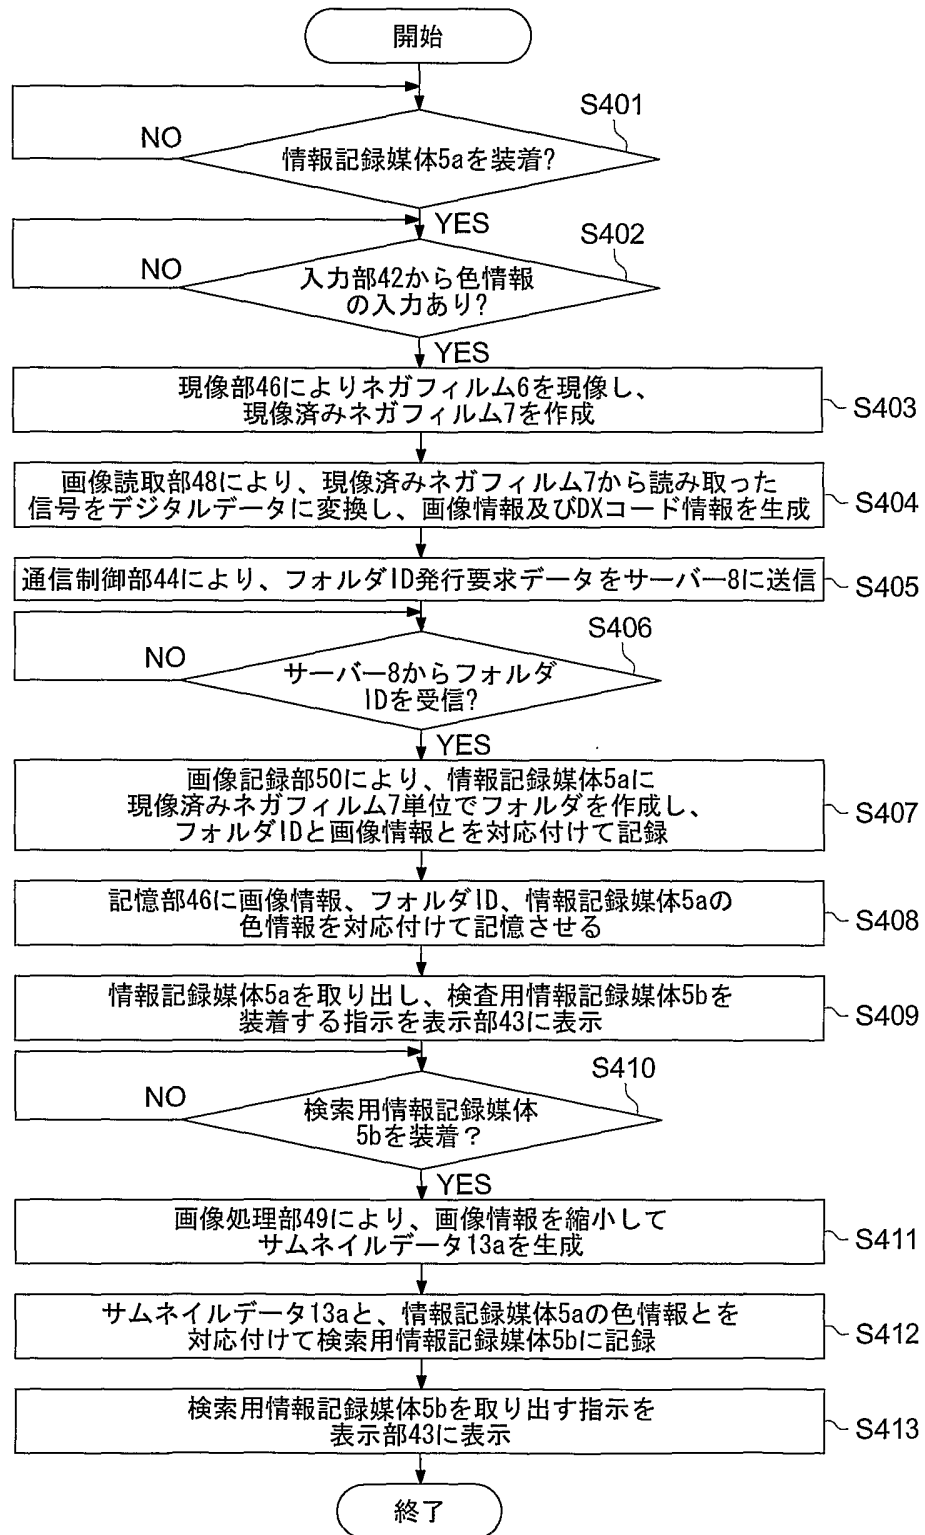 開始
S401
NO
情報記録媒体5aを装着?
YES
S402
NO
入力部42から色情報
の入力あり?
YES
現像部46によりネガフィルム6を現像し、
現像済みネガフィルム7を作成
S403
画像読取部48により、現像済みネガフィルム7から読み取った
信号をデジタルデータに変換し、画像情報及びDXコード情報を生成
S404
通信制御部44により、フォルダID発行要求データをサーバー8に送信
S405
S406
NO
サーバー8からフォルダ
IDを受信?
YES
画像記録部50により、情報記録媒体5aに
現像済みネガフィルム7単位でフォルダを作成し、
フォルダIDと画像情報とを対応付けて記録
S407
記憶部46に画像情報、フォルダID、情報記録媒体5aの
色情報を対応付けて記憶させる
S408
情報記録媒体5aを取り出し、検査用情報記録媒体5bを
装着する指示を表示部43に表示
S409
S410
NO
検索用情報記録媒体
5bを装着?
YES
画像処理部49により、画像情報を縮小して
サムネイルデータ13aを生成
S411
サムネイルデータ13aと、情報記録媒体5aの色情報とを
対応付けて検索用情報記録媒体5bに記録
S412
検索用情報記録媒体5bを取り出す指示を
表示部43に表示
S413
終了